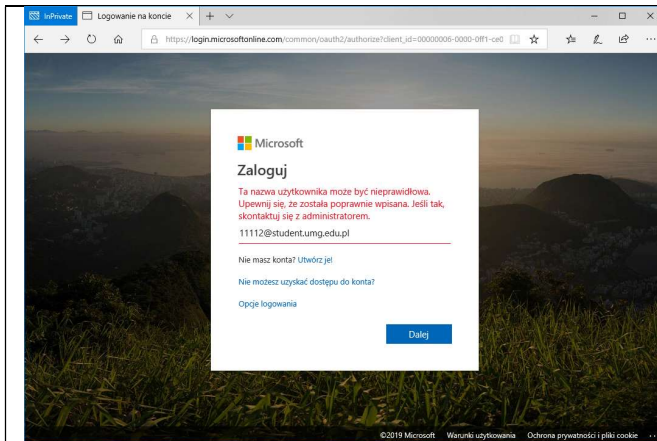 InPrivate
Logowanie na koncie
https://login.microsoftonline.com/common/oauth2/authorize?client_id=00000006-0000-0ff1-ce0
Microsoft
Zaloguj
Ta nazwa użytkownika może być nieprawidłowa.
Upewnij się, że została poprawnie wpisana. Jeśli tak,
skontaktuj się z administratorem.
11112@student.umg.edu.pl
Nie masz konta? Utwórz je!
Nie możesz uzyskać dostępu do konta?
Opcje logowania
Dalej
©2019 Microsoft Warunki użytkowania Ochrona prywatności i pliki cookie